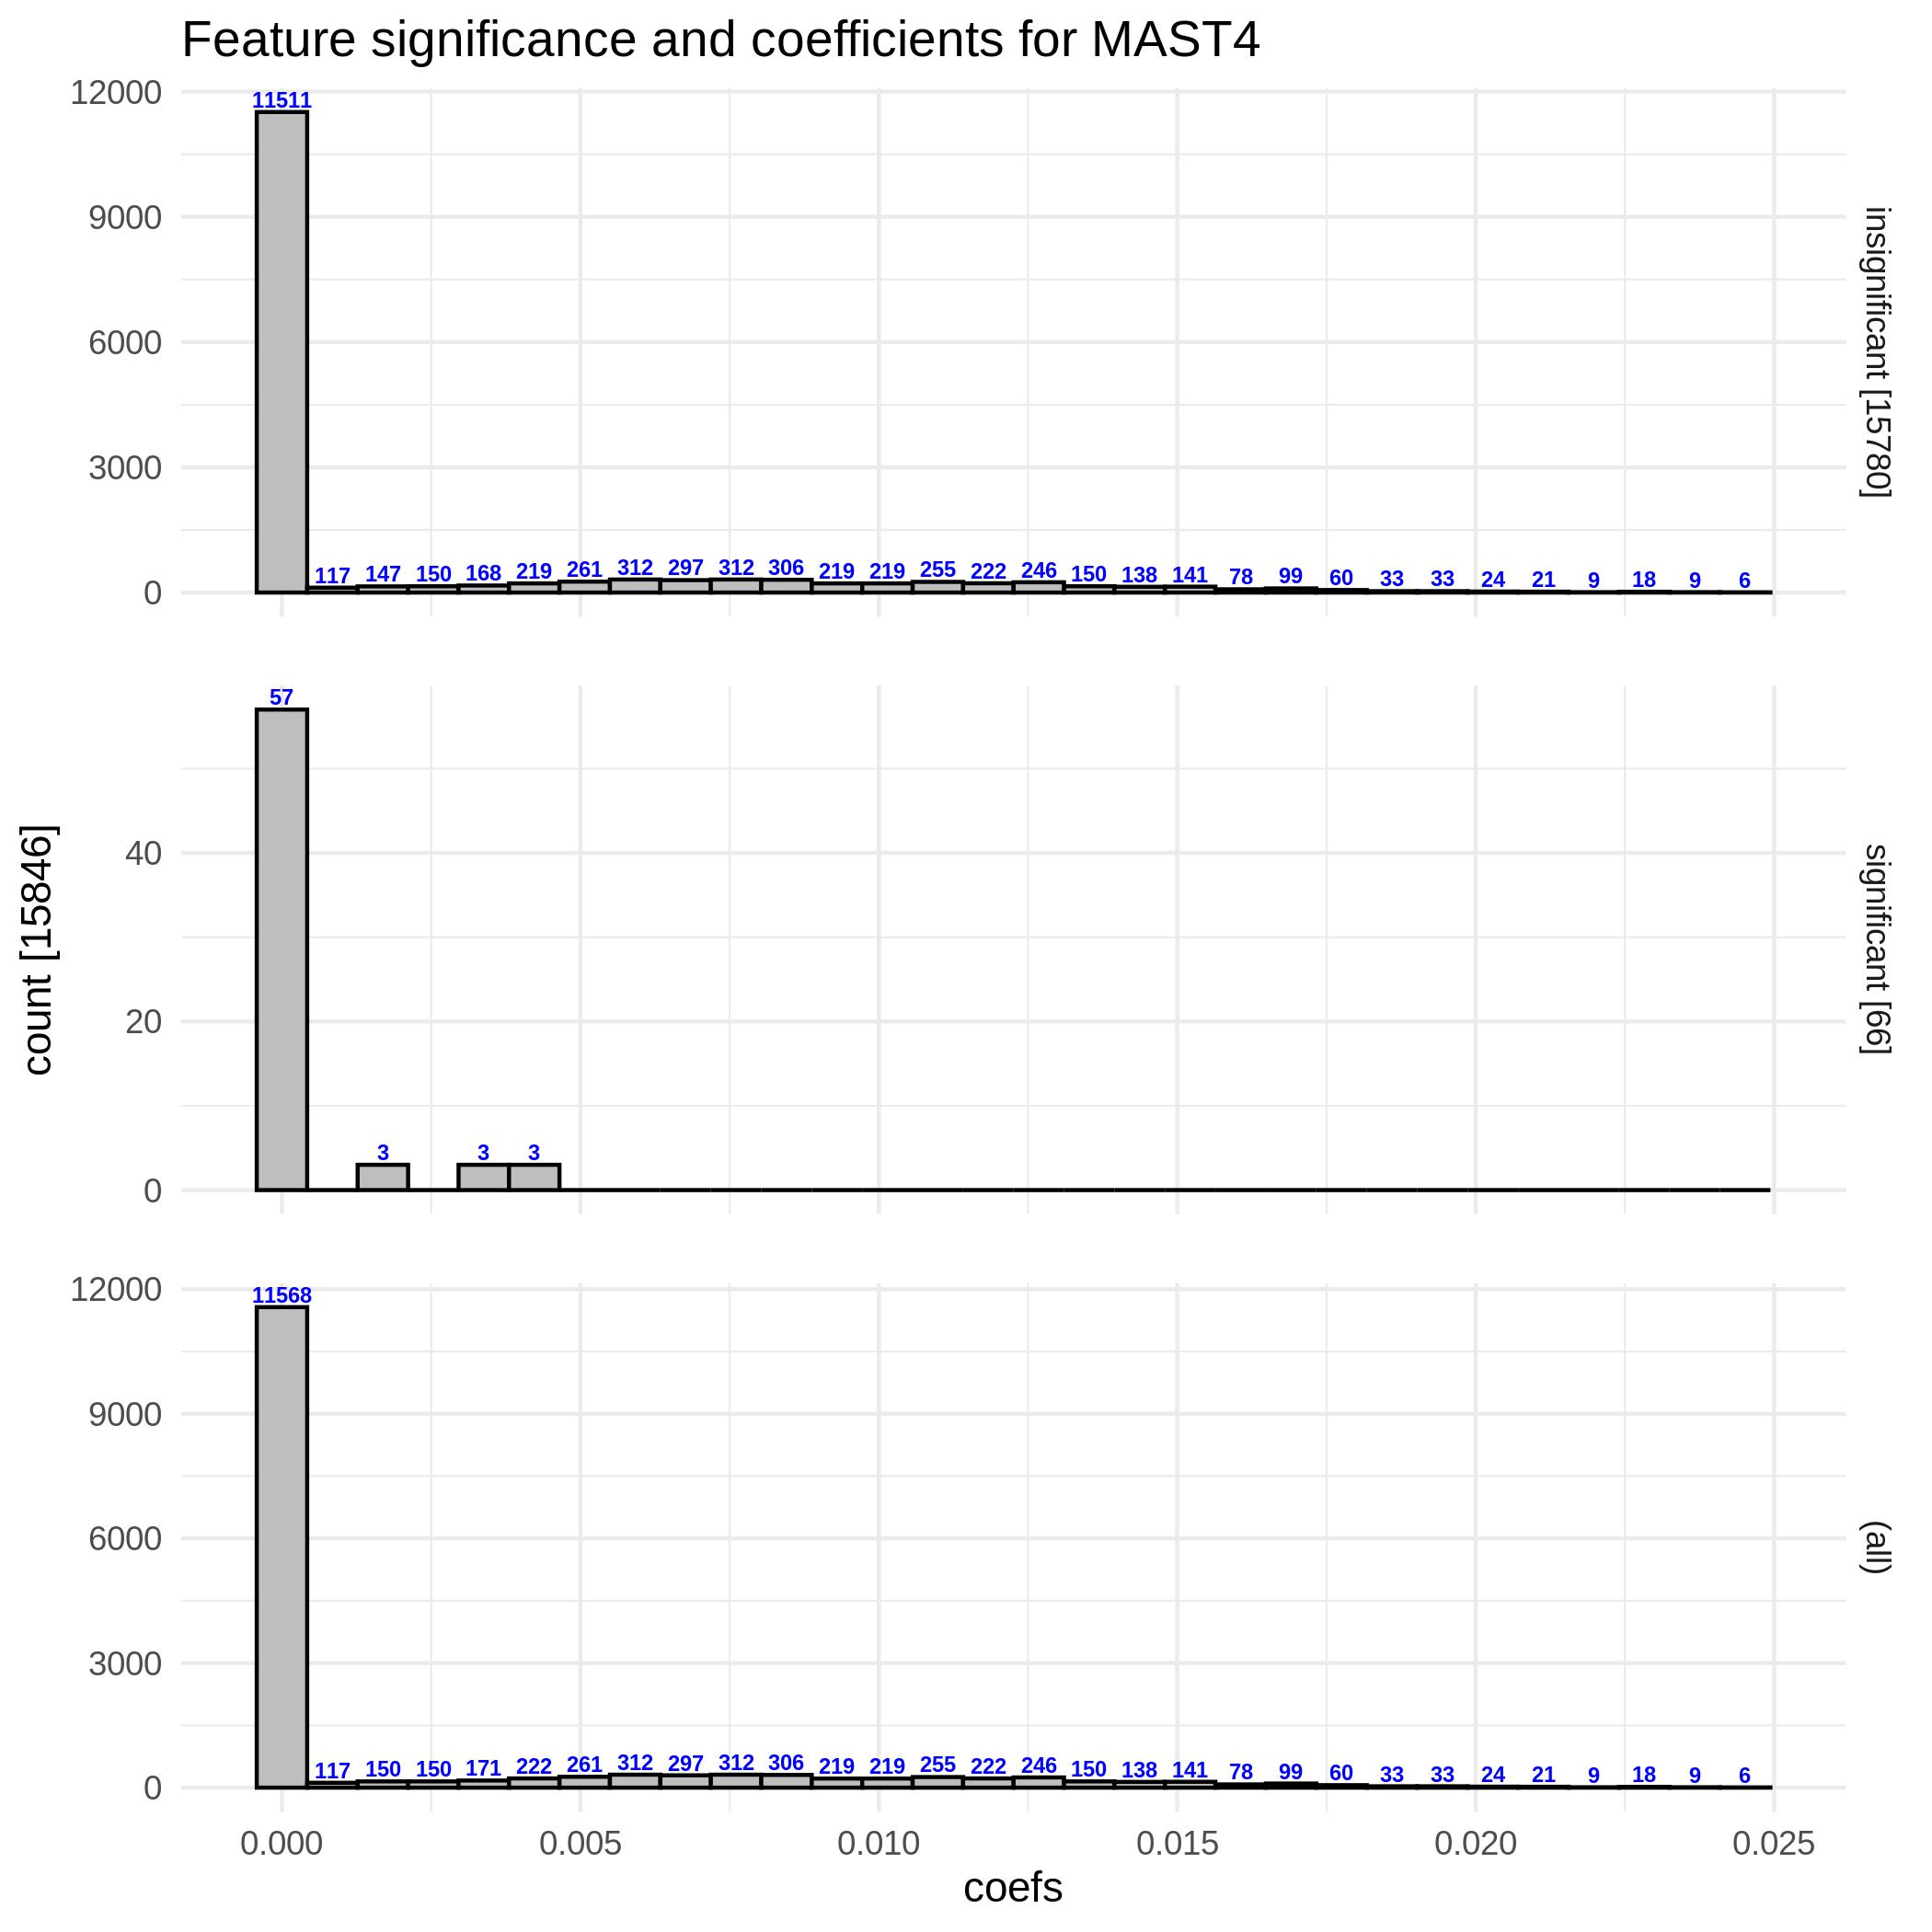 Feature significance and coefficients for MAST4
12000
9000
6000
3000
0
11511
117 147 150 168 219 261 312 297 312 306 219 219 255 222 246 150 138 141 78 99 60 33 33 24 21 9 18 9 6
insignificant [15780]
count [15846]
40
20
0
57
3 3 3
significant [66]
12000
9000
6000
3000
0
11568
117 150 150 171 222 261 312 297 312 306 219 219 255 222 246 150 138 141 78 99 60 33 33 24 21 9 18 9 6
(all)
0.000 0.005 0.010 0.015 0.020 0.025
coefs